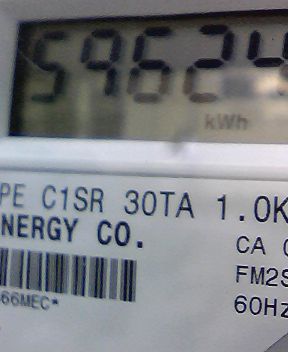 59624
kWh
PE C1SR 30TA 1.0K
NERGY CO.
CA
FM2S
66MEC*
60Hz